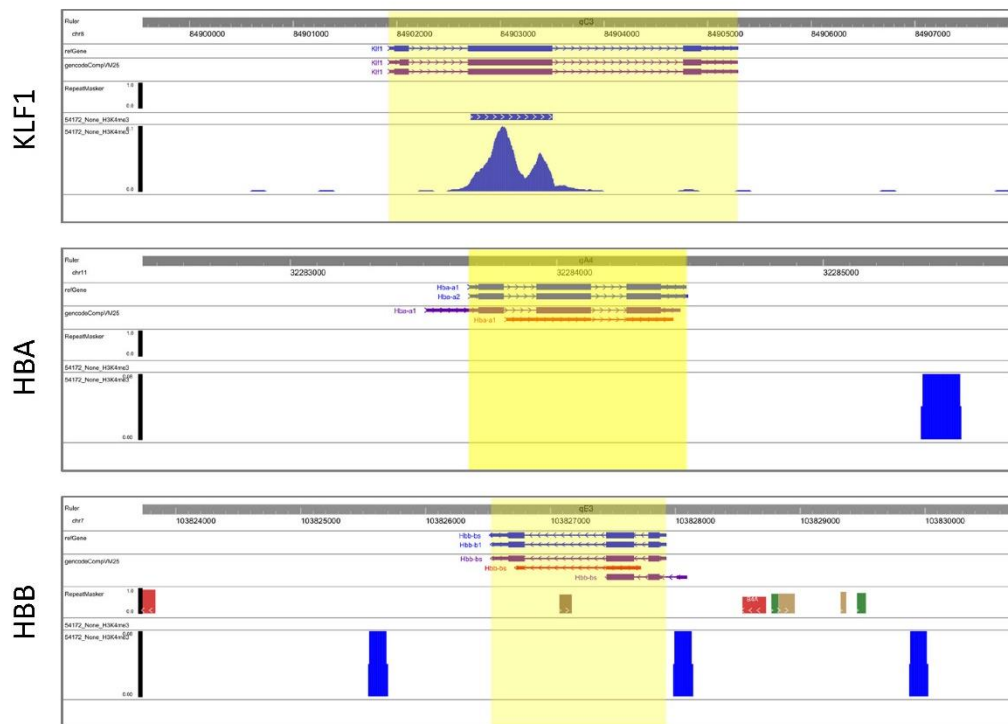 KLF1
Ruler qC3
chr8 84900000 84901000 84902000 84903000 84904000 84905000 84906000 84907000
refGene Klf1
gencodeCompVM25 Klf1
Klf1
RepeatMasker 1.0
0.0
54172_None_H3K4me3
54172_None_H3K4me3
0.0
HBA
Ruler qA4
chr11 32283000 32284000 32285000
refGene Hba-a1
Hba-a2
gencodeCompVM25 Hba-a1
Hba-a1
RepeatMasker 1.0
0.0
54172_None_H3K4me3
54172_None_H3K4me3
0.00
HBB
Ruler qE3
chr7 103824000 103825000 103826000 103827000 103828000 103829000 103830000
refGene Hbb-bs
Hbb-b1
gencodeCompVM25 Hbb-bs
Hbb-bs
Hbb-bs
RepeatMasker 1.0
0.0
54172_None_H3K4me3
54172_None_H3K4me3
0.00